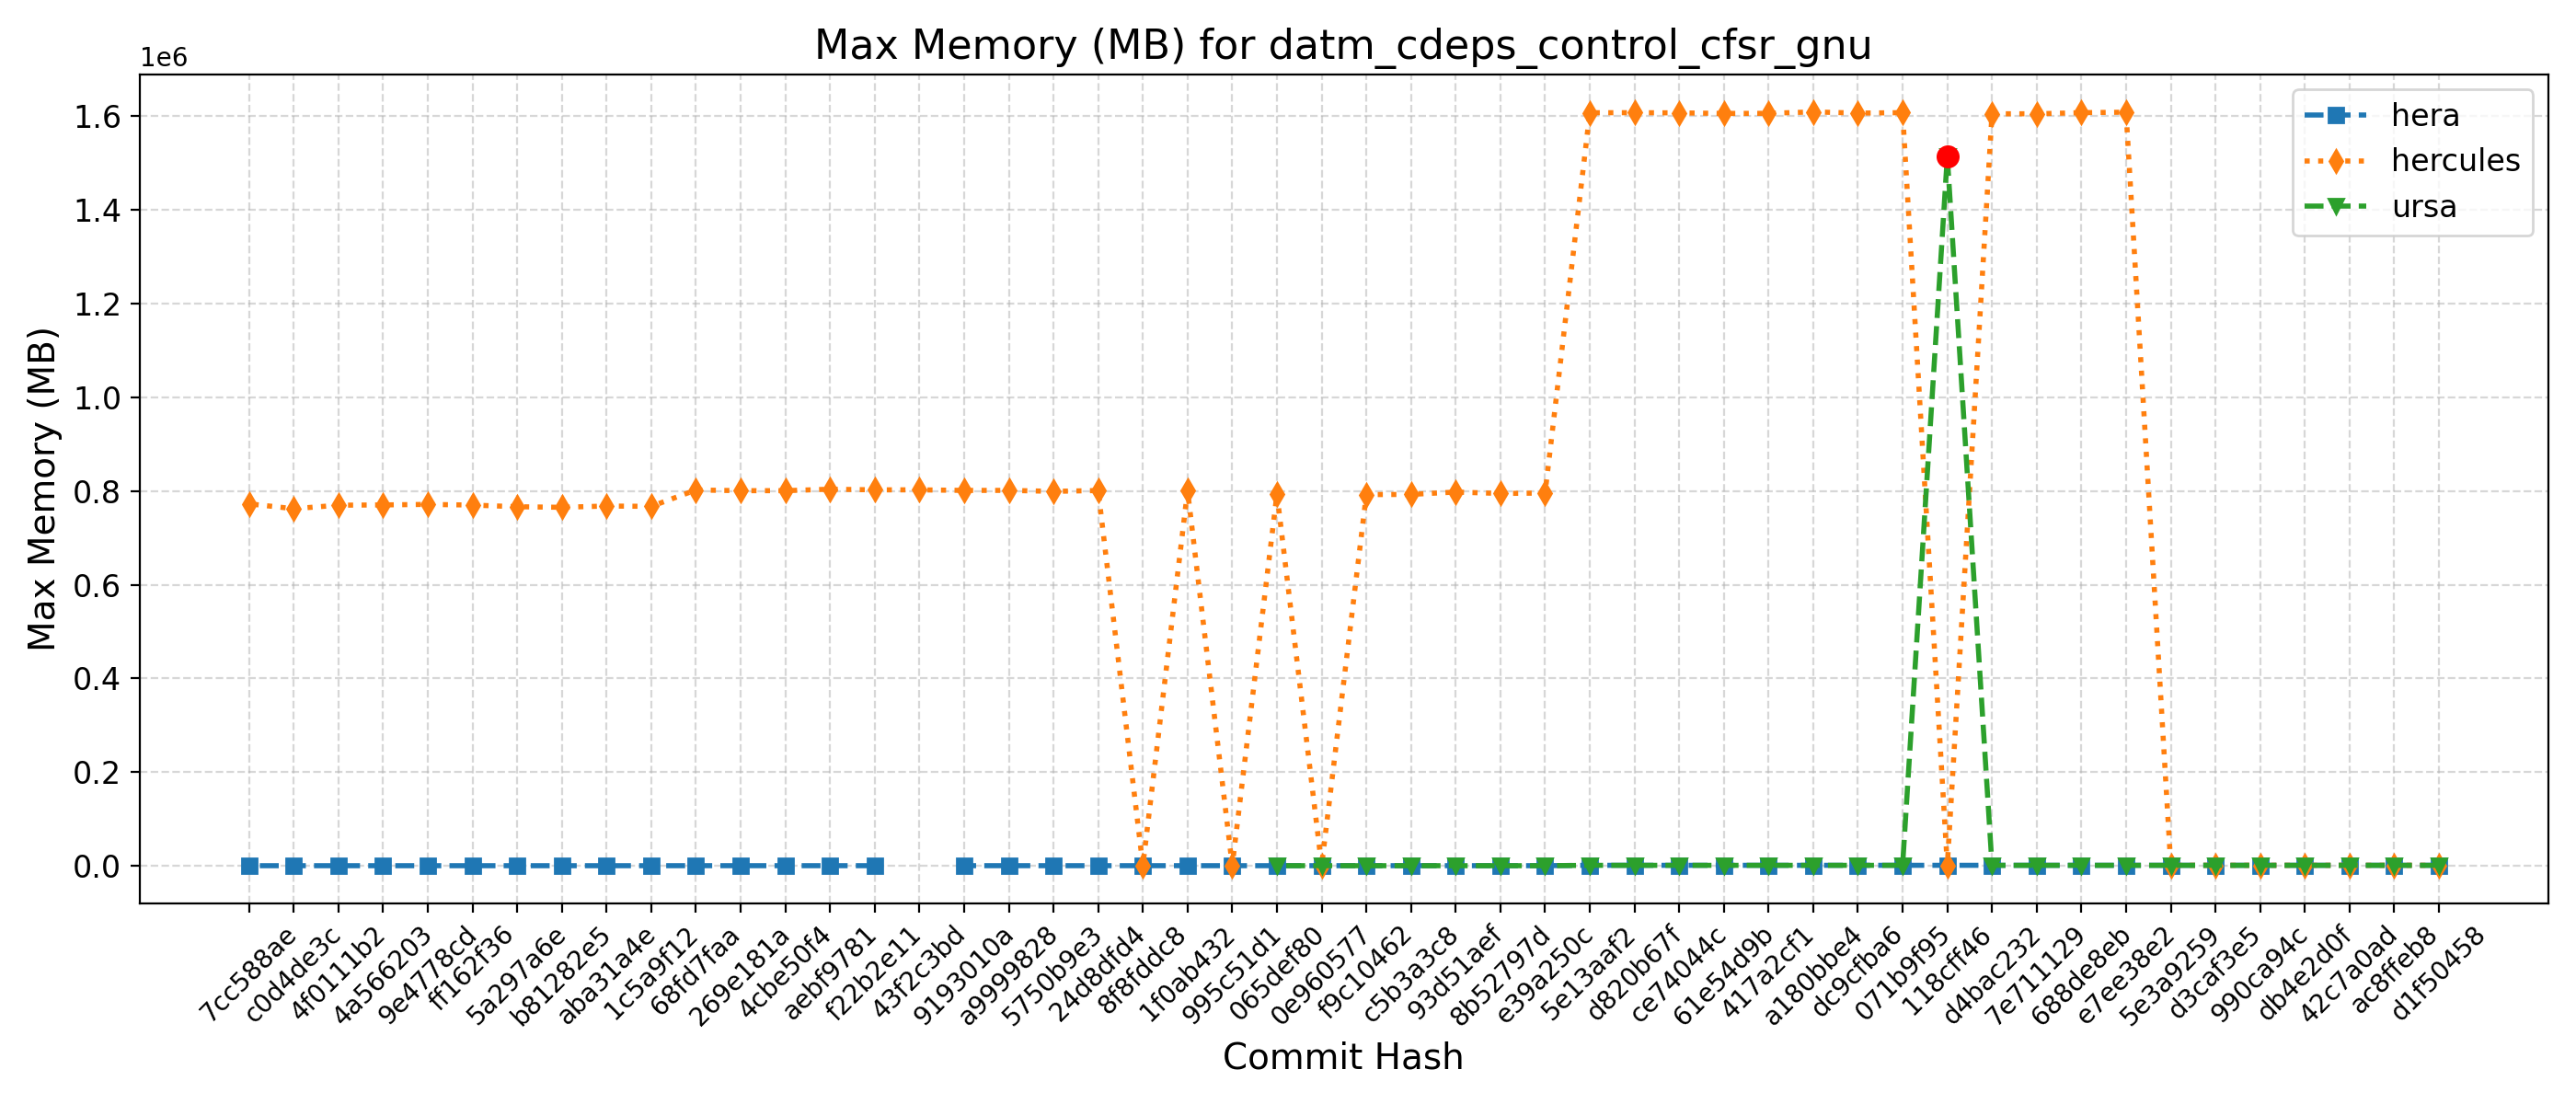 Max Memory (MB) for datm_cdeps_control_cfsr_gnu
1e6
1.6
1.4
1.2
1.0
0.8
0.6
0.4
0.2
0.0
Max Memory (MB)
hera
hercules
ursa
7cc588ae
c0d4de3c
4f0111b2
4a566203
9e4778cd
ff162f36
5a297a6e
b81282e5
aba31a4e
1c5a9f12
68fd7faa
269e181a
4cbe50f4
aebf9781
f22b2e11
43f2c3bd
9193010a
a9999828
5750b9e3
24d8dfd4
8f8fddc8
1f0ab432
995c51d1
065def80
0e960577
f9c10462
c5b3a3c8
93d51aef
8b52797d
e39a250c
5e13aaf2
d820b67f
ce74044c
61e54d9b
417a2cf1
a180bbe4
dc9cfba6
071b9f95
118cff46
d4bac232
7e711129
688de8eb
e7ee38e2
5e3a9259
d3caf3e5
990ca94c
db4e2d0f
42c7a0ad
ac8ffeb8
d1f50458
Commit Hash